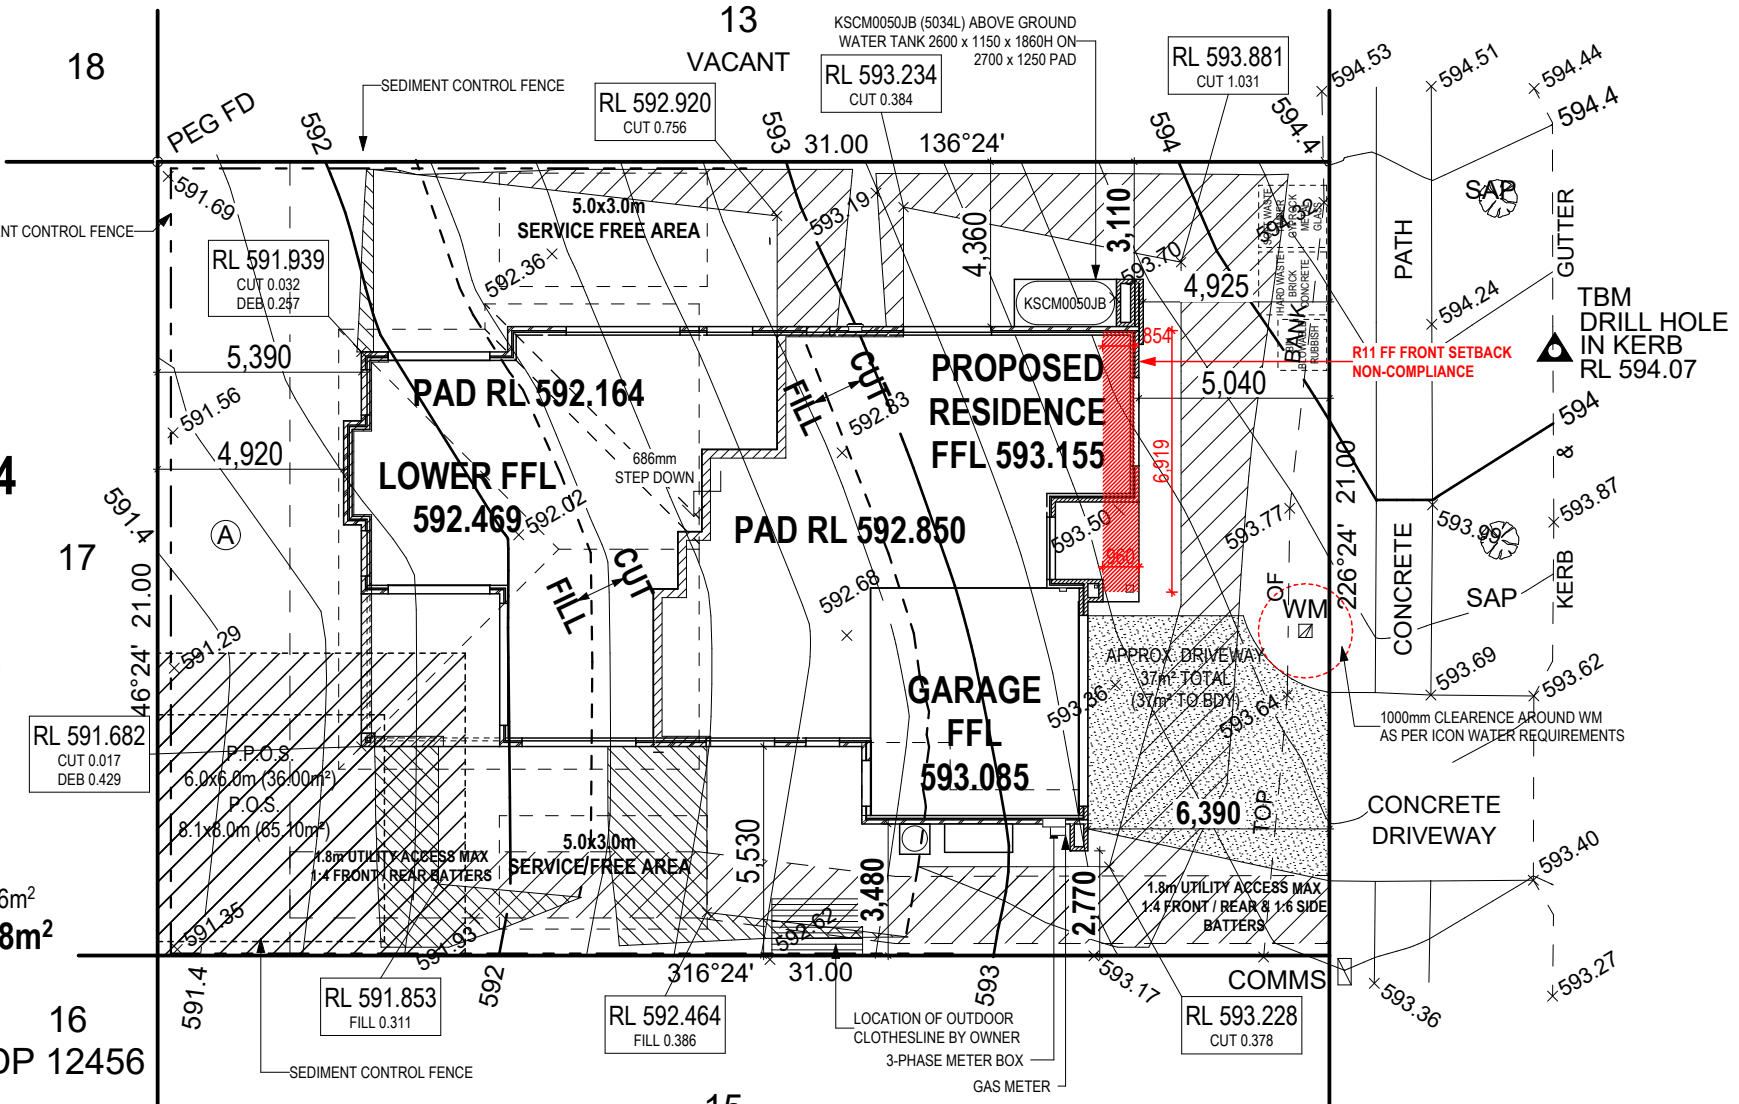 13
VACANT
18
KSCM0050JB (5034L) ABOVE GROUND
WATER TANK 2600 x 1150 x 1860H ON
2700 x 1250 PAD
SEDIMENT CONTROL FENCE
RL 592.920
CUT 0.756
RL 593.234
CUT 0.384
RL 593.881
CUT 1.031
594.53
594.51
594.44
594.4
594.4
PEG FD
592
593
31.00
136°24'
594
591.69
NT CONTROL FENCE
5.0x3.0m
SERVICE FREE AREA
593.19
4,360
3,110
594.32
SAP
PATH
GUTTER
RL 591.939
CUT 0.032
DEB 0.257
592.36
593.70
4,925
KSCM0050JB
HARD WASTE
BRICK
CONCRETE
METAL
GLASS
RUBBISH
594.24
TBM
DRILL HOLE
IN KERB
RL 594.07
5,390
PAD RL 592.164
FILL
CUT
592.83
PROPOSED
RESIDENCE
FFL 593.155
854
BANK
R11 FF FRONT SETBACK
NON-COMPLIANCE
5,040
591.56
4,920
LOWER FFL
592.469
686mm
STEP DOWN
6,919
594
&
4
591.4
A
592.02
PAD RL 592.850
593.50
593.77
226°24'
21.00
593.99
593.87
17
46°24'
21.00
CUT
FILL
592.68
960
OF
WM
CONCRETE
SAP
KERB
591.29
GARAGE
FFL
593.085
APPROX. DRIVEWAY
37m² TOTAL
(37m² TO BDY)
593.36
593.64
593.69
593.62
1000mm CLEARENCE AROUND WM
AS PER ICON WATER REQUIREMENTS
RL 591.682
CUT 0.017
DEB 0.429
P.P.O.S.
6.0x6.0m (36.00m²)
P.O.S.
8.1x8.0m (65.10m²)
6,390
TOP
CONCRETE
DRIVEWAY
1.8m UTILITY ACCESS MAX
1:4 FRONT / REAR BATTERS
5.0x3.0m
SERVICE FREE AREA
5,530
3,480
2,770
1.8m UTILITY ACCESS MAX
1:4 FRONT / REAR & 1:6 SIDE
BATTERS
593.40
6m²
8m²
591.35
591.93
592.62
591.4
592
316°24'
31.00
593
593.17
COMMS
593.36
593.27
RL 591.853
FILL 0.311
RL 592.464
FILL 0.386
LOCATION OF OUTDOOR
CLOTHESLINE BY OWNER
3-PHASE METER BOX
GAS METER
RL 593.228
CUT 0.378
16
DP 12456
SEDIMENT CONTROL FENCE
15